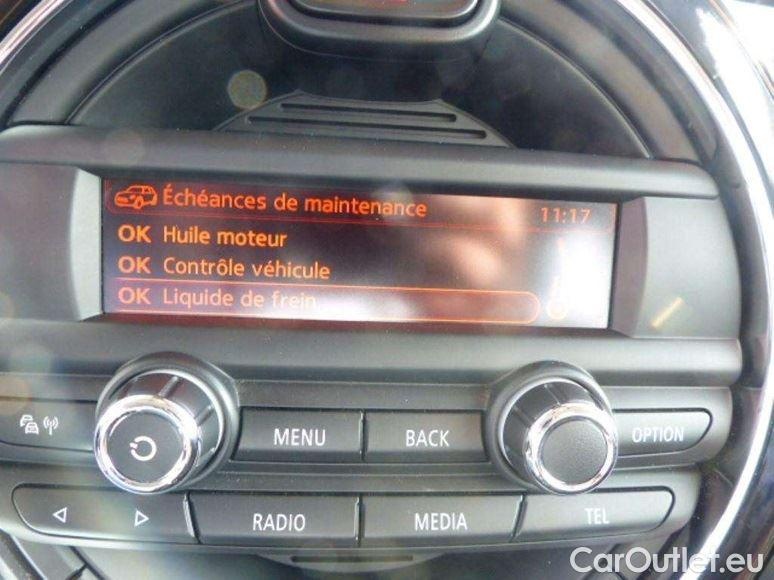 Échéances de maintenance 11:17
OK Huile moteur
OK Contrôle véhicule
OK Liquide de frein
MENU BACK OPTION
RADIO MEDIA TEL
CarOutlet.eu